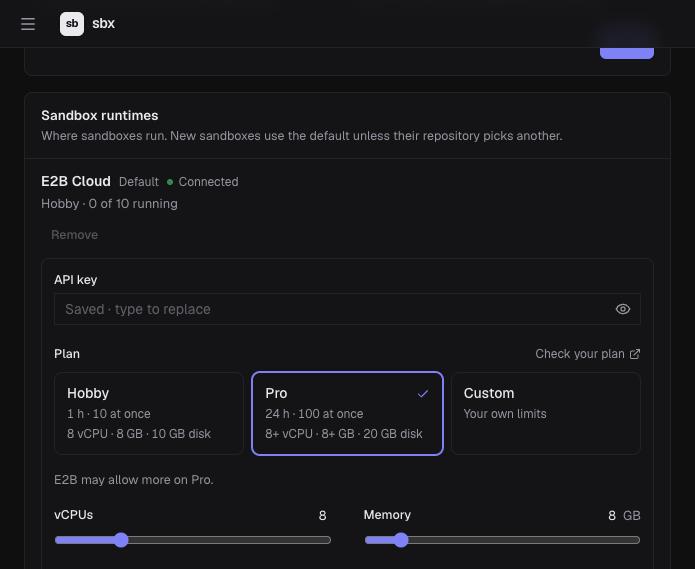 sb sbx
Sandbox runtimes
Where sandboxes run. New sandboxes use the default unless their repository picks another.
E2B Cloud Default Connected
Hobby · 0 of 10 running
Remove
API key
Saved · type to replace
Plan Check your plan
Hobby Pro Custom
1 h · 10 at once 24 h · 100 at once Your own limits
8 vCPU · 8 GB · 10 GB disk 8+ vCPU · 8+ GB · 20 GB disk
E2B may allow more on Pro.
vCPUs 8 Memory 8 GB